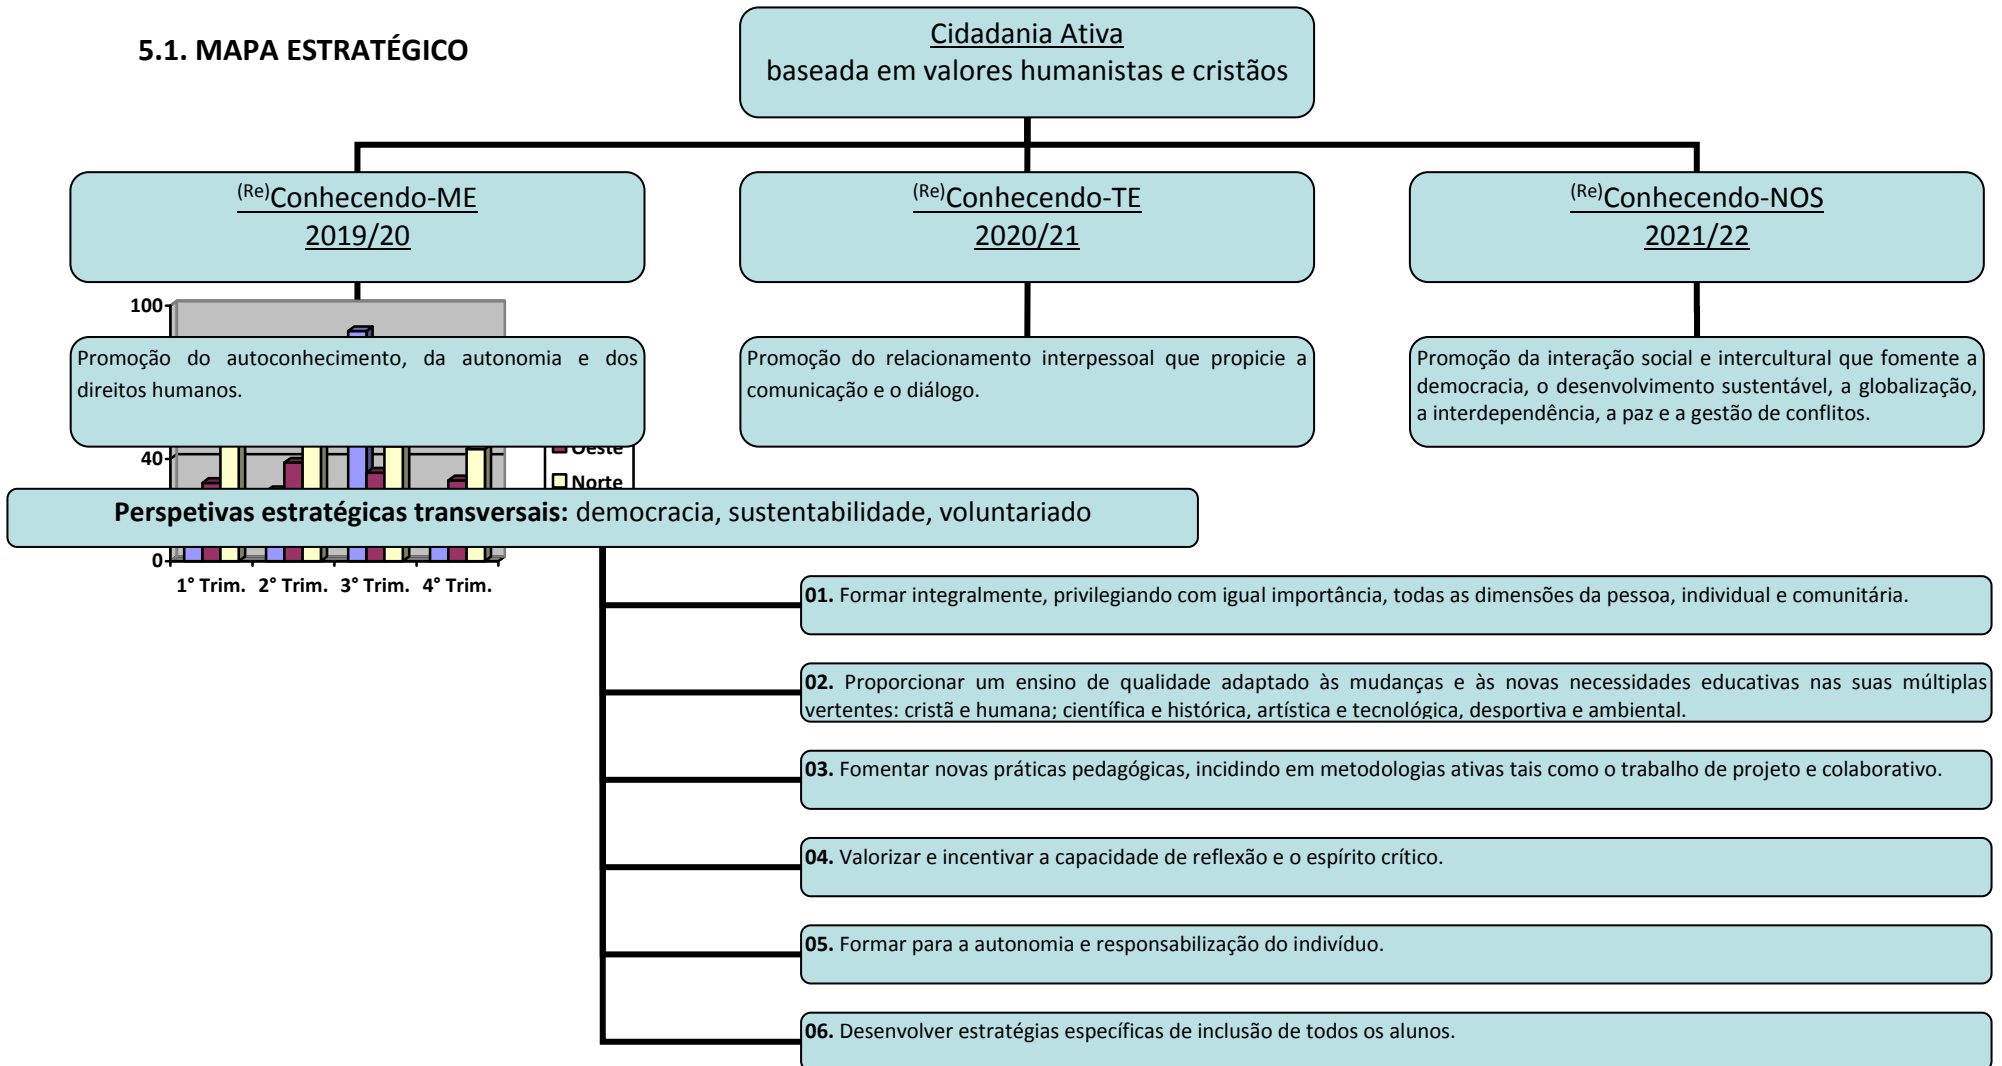 5.1. MAPA ESTRATÉGICO
Cidadania Ativa
baseada em valores humanistas e cristãos
(Re)Conhecendo-ME
2019/20
(Re)Conhecendo-TE
2020/21
(Re)Conhecendo-NOS
2021/22
100
Promoção do autoconhecimento, da autonomia e dos
direitos humanos.
Promoção do relacionamento interpessoal que propicie a
comunicação e o diálogo.
Promoção da interação social e intercultural que fomente a
democracia, o desenvolvimento sustentável, a globalização,
a interdependência, a paz e a gestão de conflitos.
Oeste
40
Norte
Perspetivas estratégicas transversais: democracia, sustentabilidade, voluntariado
0
1° Trim. 2° Trim. 3° Trim. 4° Trim.
01. Formar integralmente, privilegiando com igual importância, todas as dimensões da pessoa, individual e comunitária.
02. Proporcionar um ensino de qualidade adaptado às mudanças e às novas necessidades educativas nas suas múltiplas
vertentes: cristã e humana; científica e histórica, artística e tecnológica, desportiva e ambiental.
03. Fomentar novas práticas pedagógicas, incidindo em metodologias ativas tais como o trabalho de projeto e colaborativo.
04. Valorizar e incentivar a capacidade de reflexão e o espírito crítico.
05. Formar para a autonomia e responsabilização do indivíduo.
06. Desenvolver estratégias específicas de inclusão de todos os alunos.